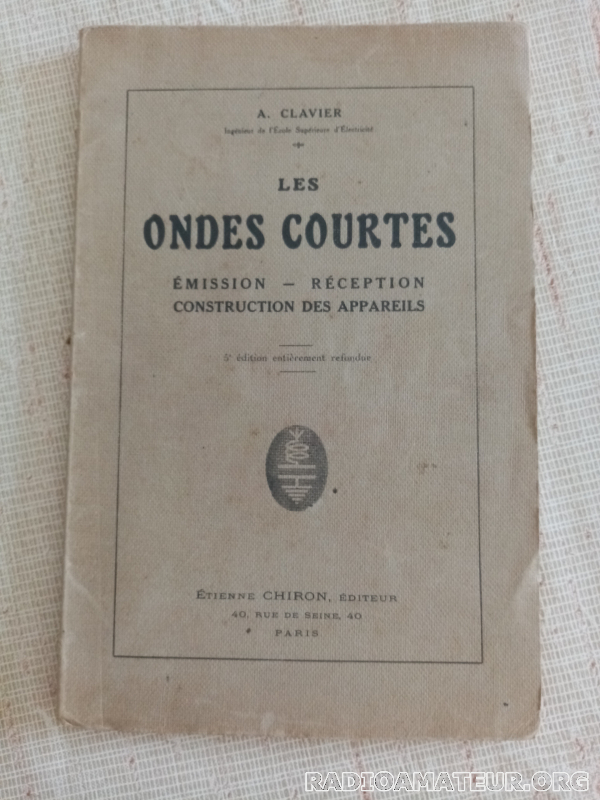 A. CLAVIER
Ingénieur de l'École Supérieure d'Électricité
LES
ONDES COURTES
ÉMISSION — RÉCEPTION
CONSTRUCTION DES APPAREILS
5e édition entièrement refondue
ÉTIENNE CHIRON, ÉDITEUR
40, RUE DE SEINE, 40
PARIS
RADIOAMATEUR.ORG